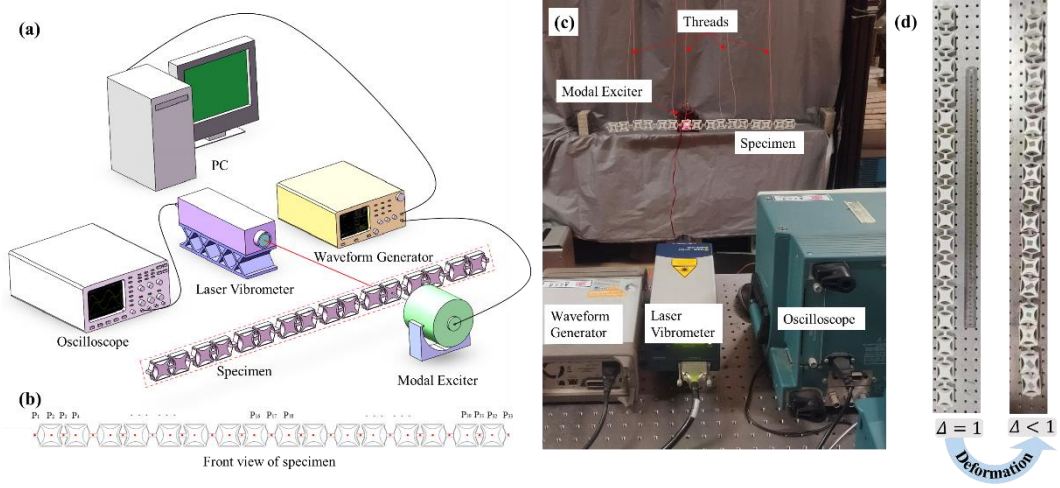 (a)
PC
Waveform Generator
Laser Vibrometer
Oscilloscope
Specimen
Modal Exciter
(b)
P1 P2 P3 P4 P16 P17 P18 P30 P31 P32 P33
Front view of specimen
(c)
Threads
Modal Exciter
Specimen
Waveform
Generator
Laser
Vibrometer
Oscilloscope
(d)
Δ = 1
Δ < 1
Deformation